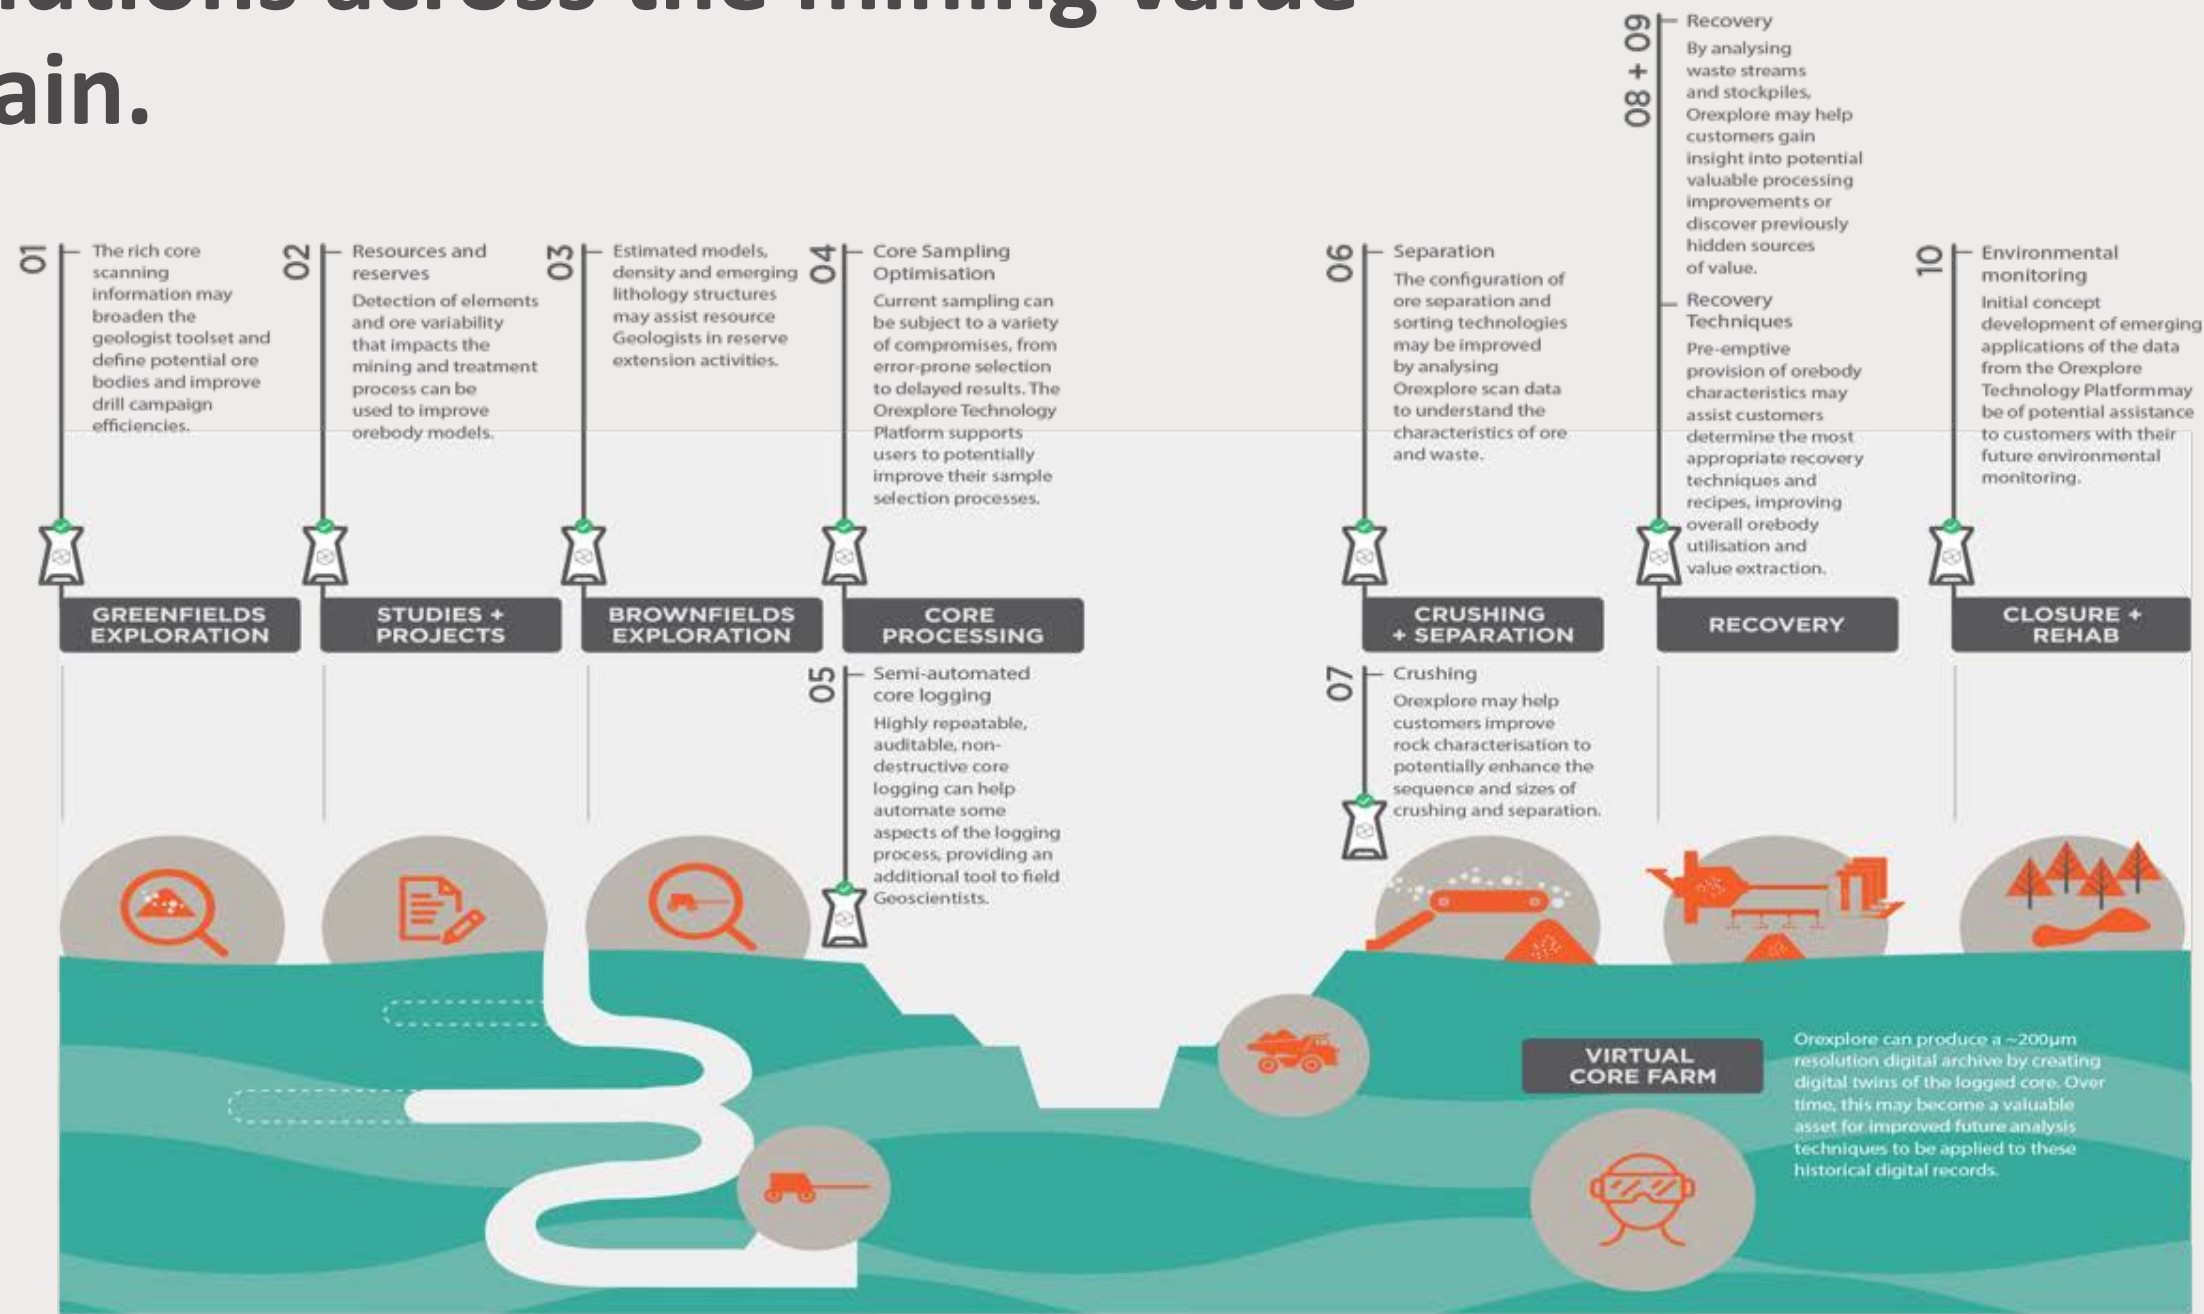 across the mining value
ain.
01
The rich core
scanning
information may
broaden the
geologist toolset and
define potential ore
bodies and improve
drill campaign
efficiencies.
02
Resources and
reserves
Detection of elements
and ore variability
that impacts the
mining and treatment
process can be
used to improve
orebody models.
03
Estimated models,
density and emerging
lithology structures
may assist resource
Geologists in reserve
extension activities.
04
Core Sampling
Optimisation
Current sampling can
be subject to a variety
of compromises, from
error-prone selection
to delayed results. The
Orexplore Technology
Platform supports
users to potentially
improve their sample
selection processes.
06
Separation
The configuration of
ore separation and
sorting technologies
may be improved
by analysing
Orexplore scan data
to understand the
characteristics of ore
and waste.
08 + 09
Recovery
By analysing
waste streams
and stockpiles,
Orexplore may help
customers gain
insight into potential
valuable processing
improvements or
discover previously
hidden sources
of value.
Recovery
Techniques
Pre-emptive
provision of orebody
characteristics may
assist customers
determine the most
appropriate recovery
techniques and
recipes, improving
overall orebody
utilisation and
value extraction.
10
Environmental
monitoring
Initial concept
development of emerging
applications of the data
from the Orexplore
Technology Platform may
be of potential assistance
to customers with their
future environmental
monitoring.
GREENFIELDS
EXPLORATION
STUDIES +
PROJECTS
BROWNFIELDS
EXPLORATION
CORE
PROCESSING
CRUSHING
+ SEPARATION
RECOVERY
CLOSURE +
REHAB
05
Semi-automated
core logging
Highly repeatable,
auditable, non-
destructive core
logging can help
automate some
aspects of the logging
process, providing an
additional tool to field
Geoscientists.
07
Crushing
Orexplore may help
customers improve
rock characterisation to
potentially enhance the
sequence and sizes of
crushing and separation.
VIRTUAL
CORE FARM
Orexplore can produce a ~200µm
resolution digital archive by creating
digital twins of the logged core. Over
time, this may become a valuable
asset for improved future analysis
techniques to be applied to these
historical digital records.